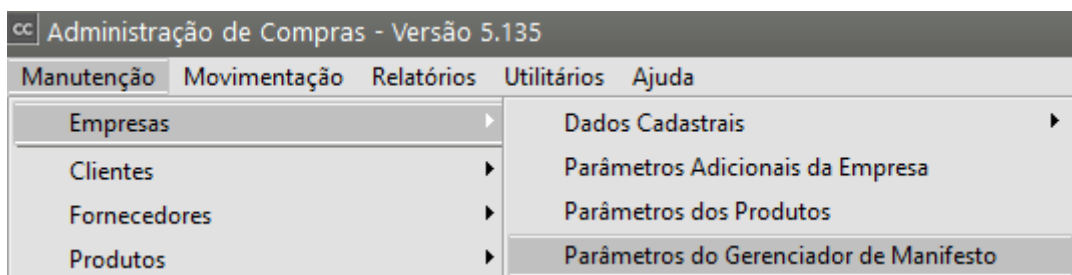 cc Administração de Compras - Versão 5.135
Manutenção Movimentação Relatórios Utilitários Ajuda
Empresas
Clientes
Fornecedores
Produtos
Dados Cadastrais
Parâmetros Adicionais da Empresa
Parâmetros dos Produtos
Parâmetros do Gerenciador de Manifesto